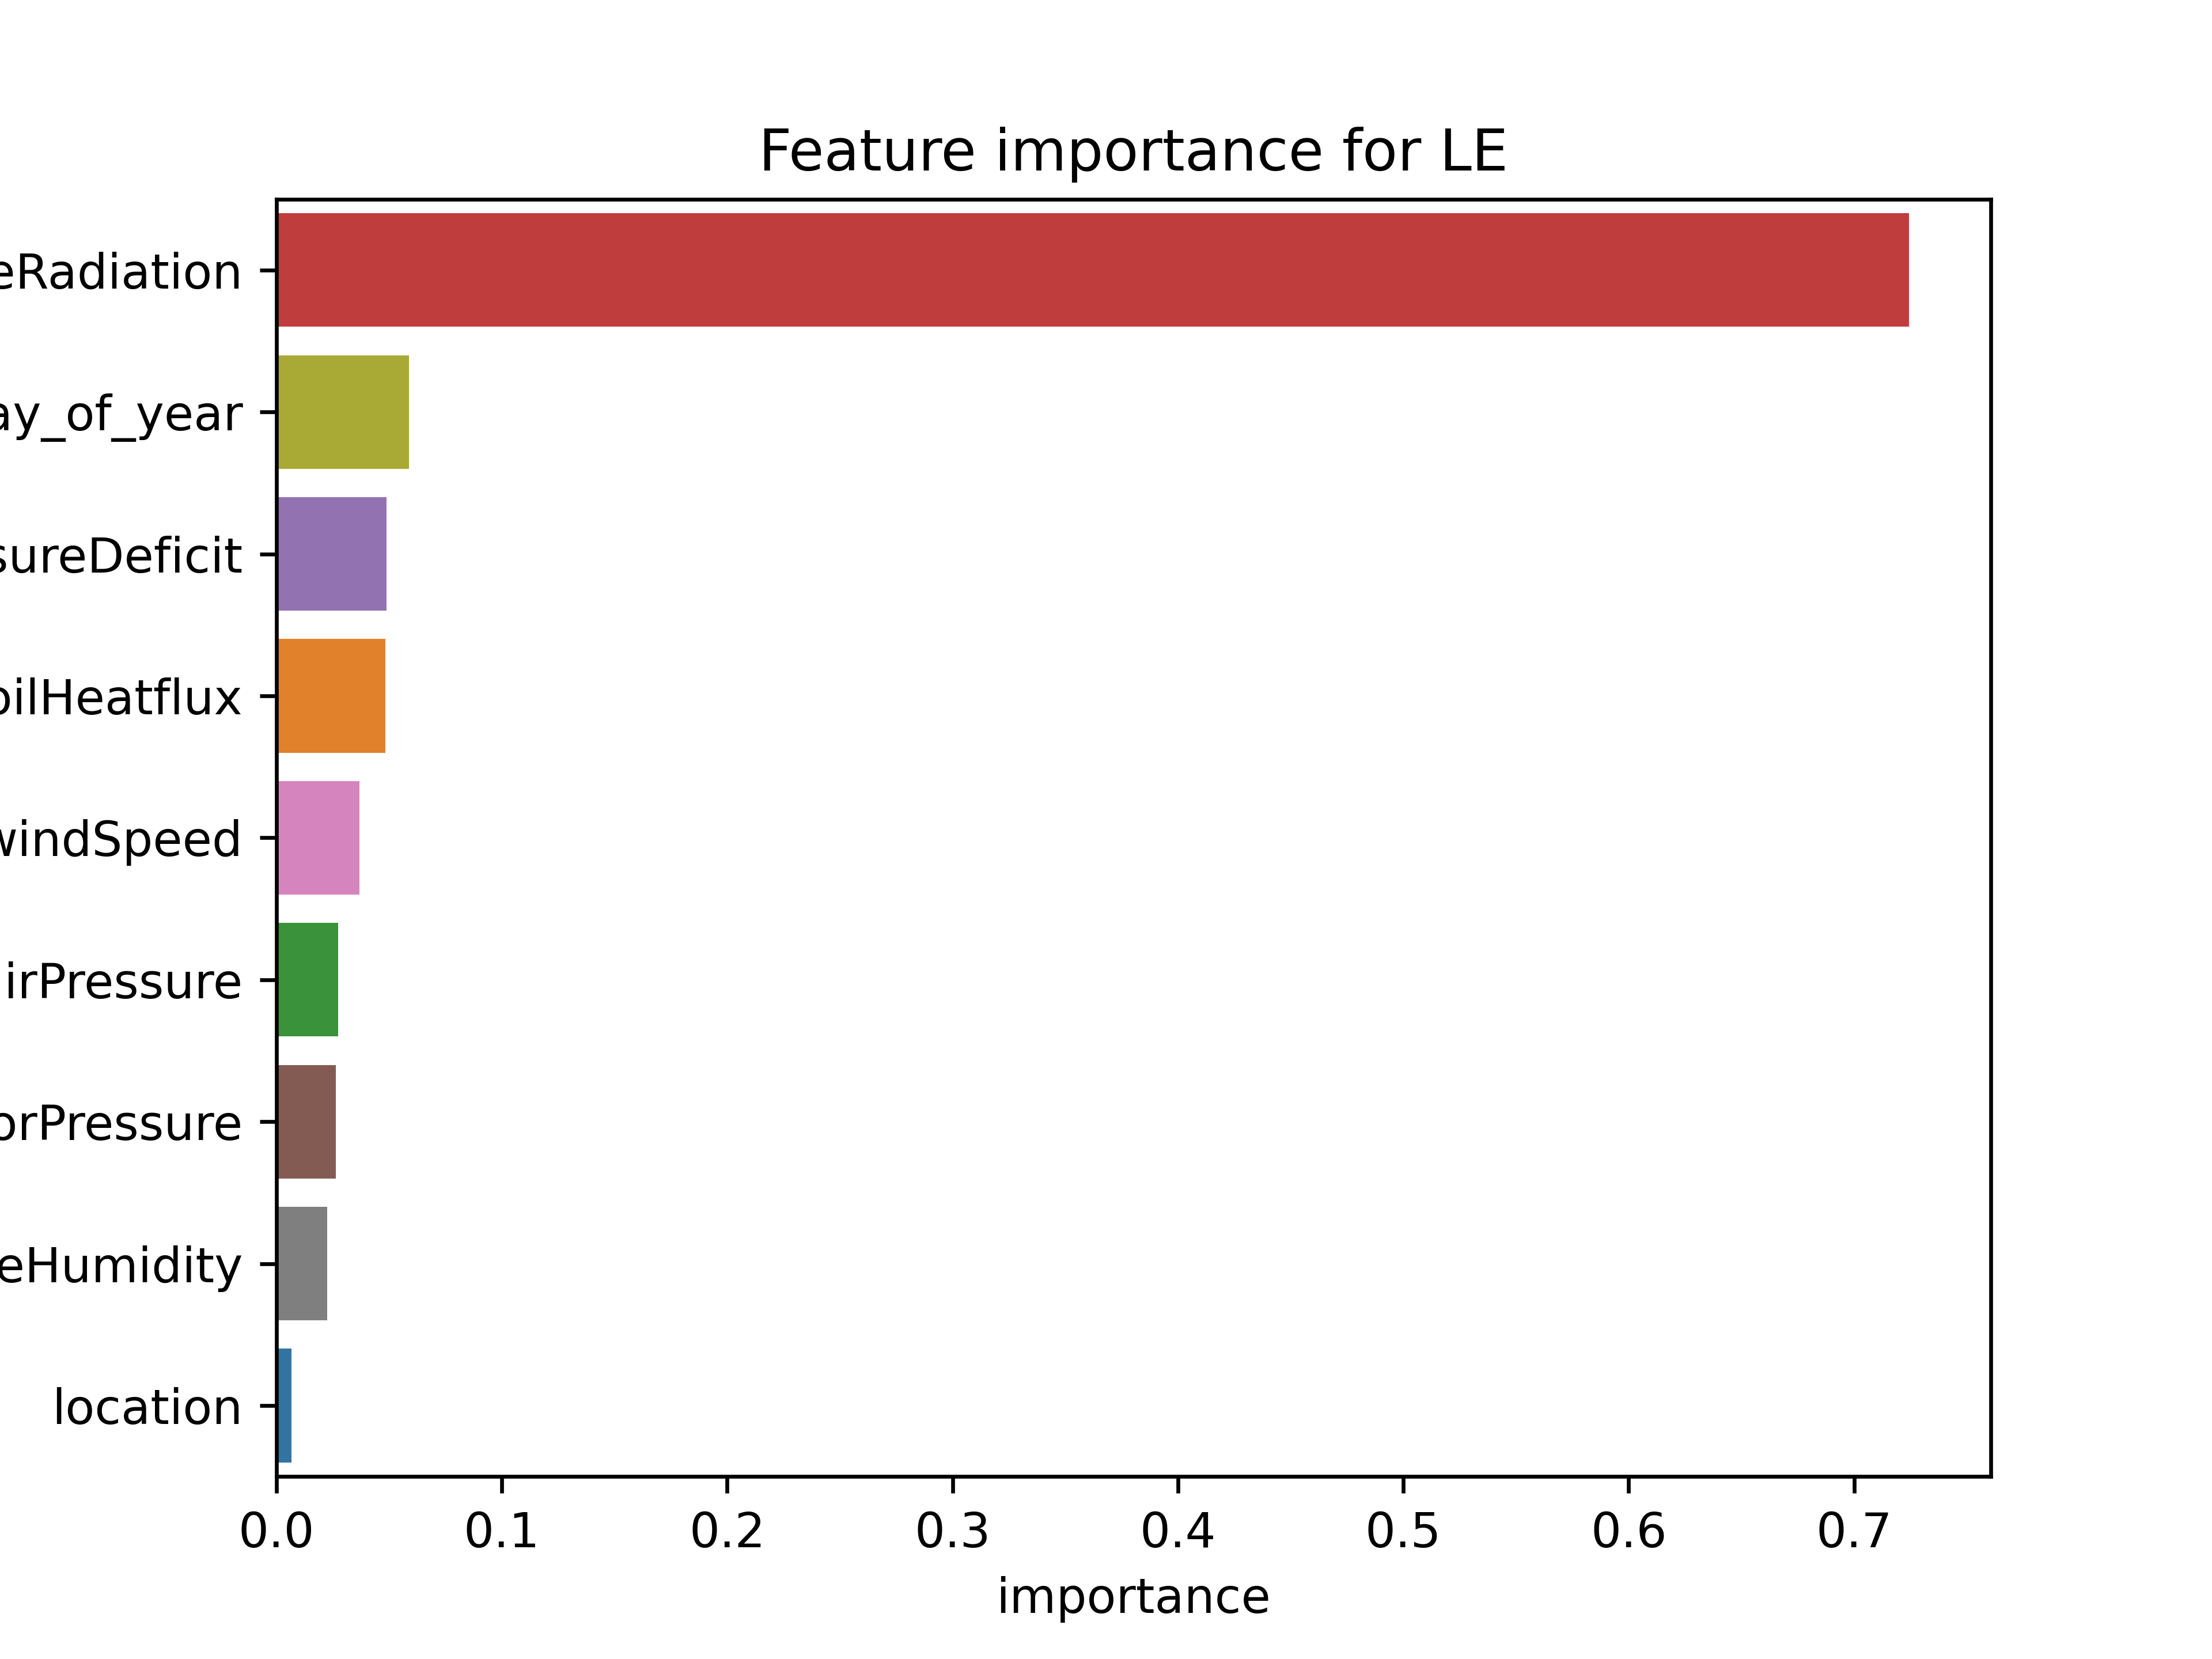 Feature importance for LE
eRadiation
ay_of_year
sureDeficit
oilHeatflux
windSpeed
irPressure
orPressure
eHumidity
location
0.0 0.1 0.2 0.3 0.4 0.5 0.6 0.7
importance